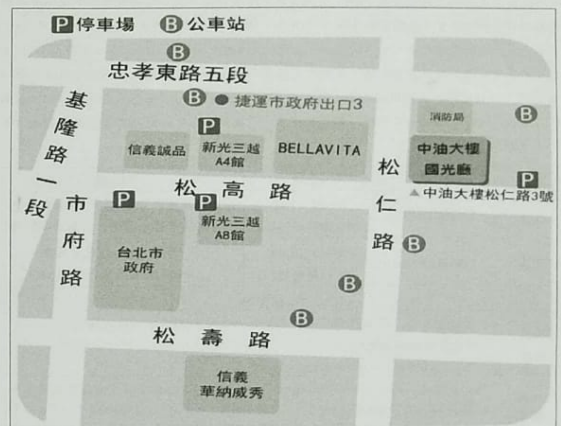 P 停車場 B 公車站
B
忠孝東路五段
基隆路一段
B ● 捷運市政府出口3
P
信義誠品
新光三越
A4館
BELLAVITA
消防局
B
中油大樓
國光廳
P
▲中油大樓松仁路3號
松高路
松仁路
市府路
P
P
新光三越
A8館
台北市
政府
B
B
B
松壽路
信義
華納威秀